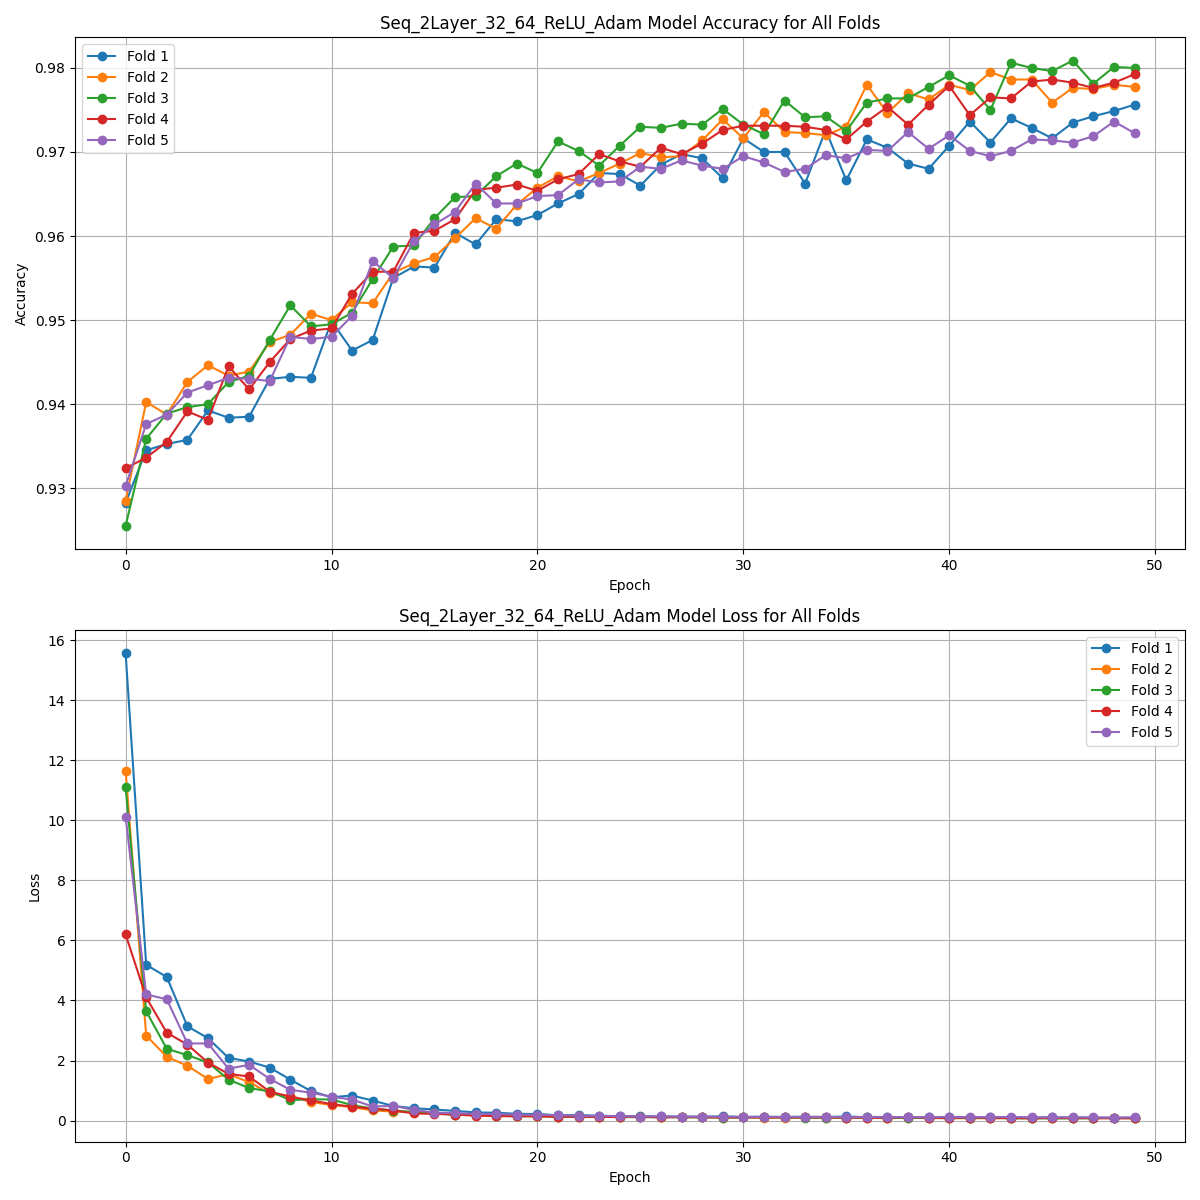 Seq_2Layer_32_64_ReLU_Adam Model Accuracy for All Folds
Fold 1
Fold 2
Fold 3
Fold 4
Fold 5
0.98
0.97
0.96
0.95
0.94
0.93
Accuracy
0 10 20 30 40 50
Epoch
Seq_2Layer_32_64_ReLU_Adam Model Loss for All Folds
Fold 1
Fold 2
Fold 3
Fold 4
Fold 5
16
14
12
10
8
6
4
2
0
Loss
0 10 20 30 40 50
Epoch